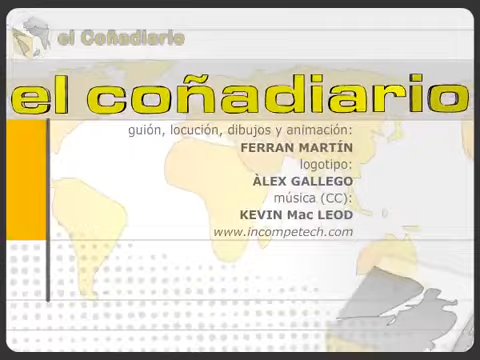 el Coñadiario
el coñadiario
guión, locución, dibujos y animación:
FERRAN MARTÍN
logotipo:
ÀLEX GALLEGO
música (CC):
KEVIN Mac LEOD
www.incompetech.com